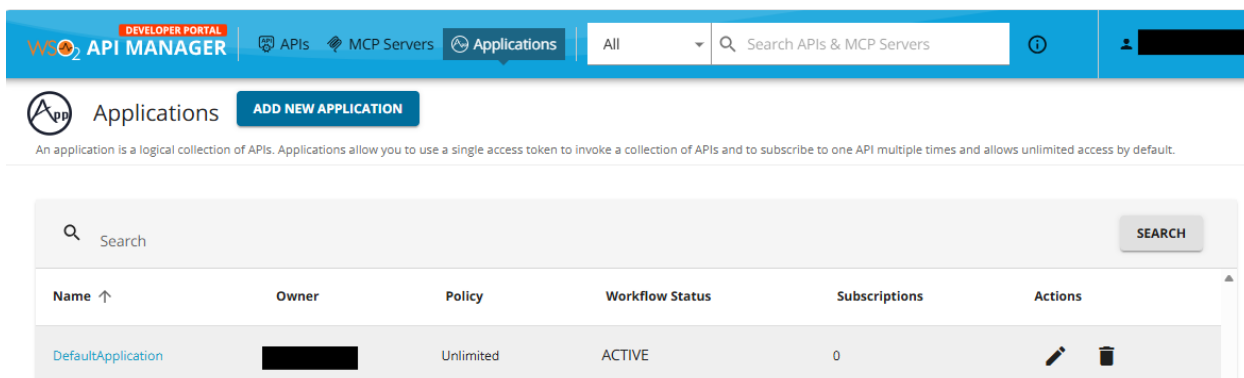 DEVELOPER PORTAL
WSO2 API MANAGER
APIs MCP Servers Applications All Search APIs & MCP Servers
App Applications ADD NEW APPLICATION
An application is a logical collection of APIs. Applications allow you to use a single access token to invoke a collection of APIs and to subscribe to one API multiple times and allows unlimited access by default.
Search SEARCH
Name Owner Policy Workflow Status Subscriptions Actions
DefaultApplication Unlimited ACTIVE 0